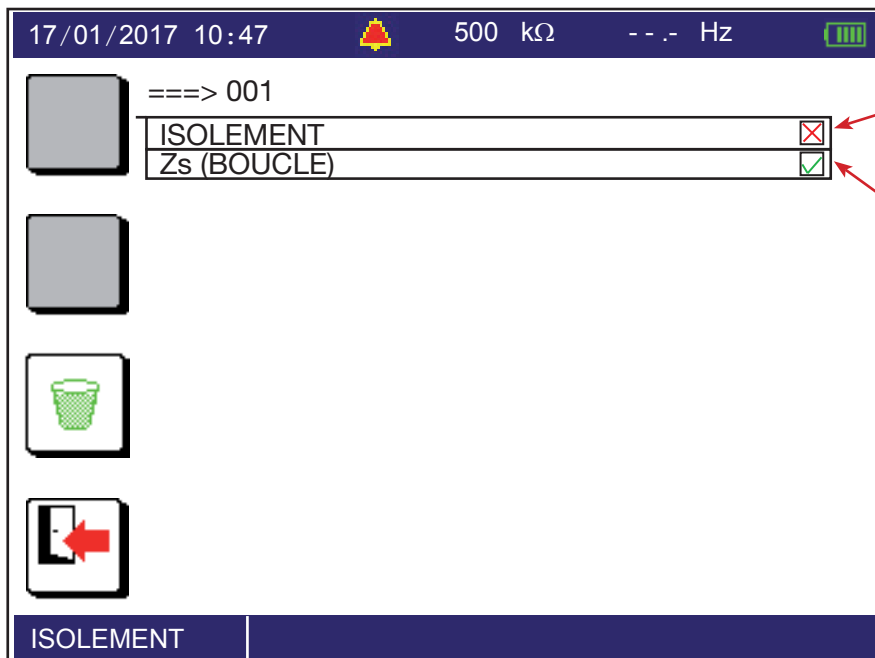 17/01/2017 10:47 500 kΩ - - .- Hz
===> 001
ISOLEMENT
Zs (BOUCLE)
ISOLEMENT